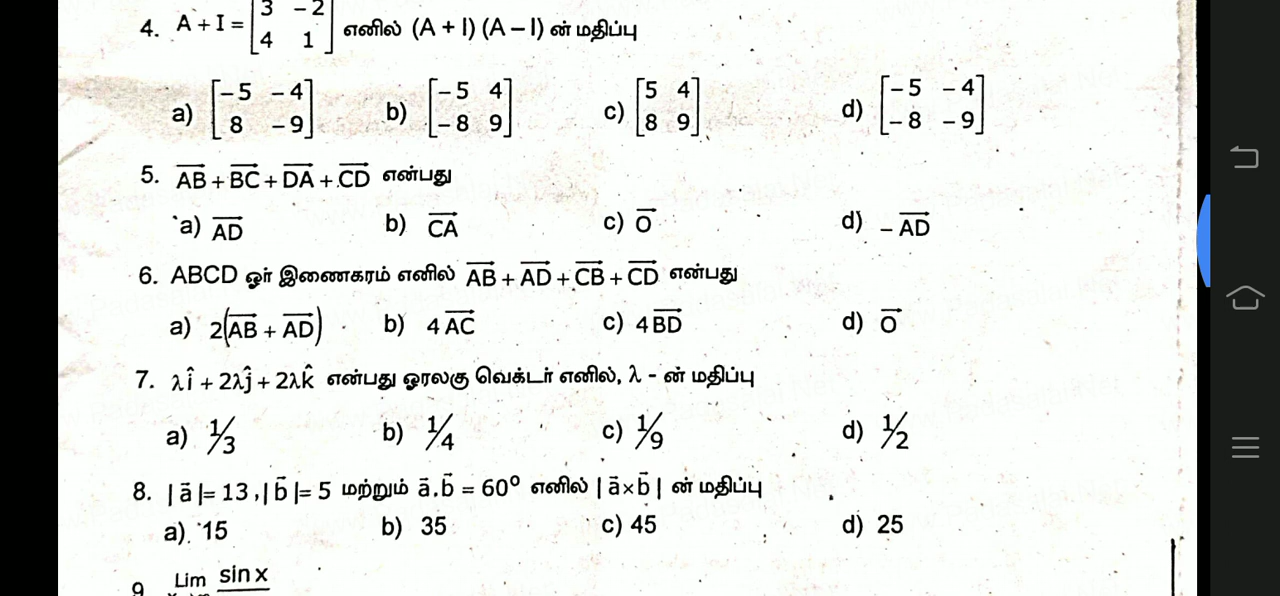 4. A + I = [3 -2; 4 1] எனில் (A + I) (A – I) ன் மதிப்பு
a) [-5 -4; 8 -9] b) [-5 4; -8 9] c) [5 4; 8 9] d) [-5 -4; -8 -9]
5. AB⃗ + BC⃗ + DA⃗ + CD⃗ என்பது
a) AD⃗ b) CA⃗ c) O⃗ d) – AD⃗
6. ABCD ஓர் இணைகரம் எனில் AB⃗ + AD⃗ + CB⃗ + CD⃗ என்பது
a) 2(AB⃗ + AD⃗) b) 4 AC⃗ c) 4 BD⃗ d) O⃗
7. λî + 2λĵ + 2λk̂ என்பது ஓரலகு வெக்டர் எனில், λ - ன் மதிப்பு
a) 1/3 b) 1/4 c) 1/9 d) 1/2
8. |a⃗| = 13, |b⃗| = 5 மற்றும் a⃗.b⃗ = 60° எனில் |a⃗×b⃗| ன் மதிப்பு
a) 15 b) 35 c) 45 d) 25
9. Lim sin x